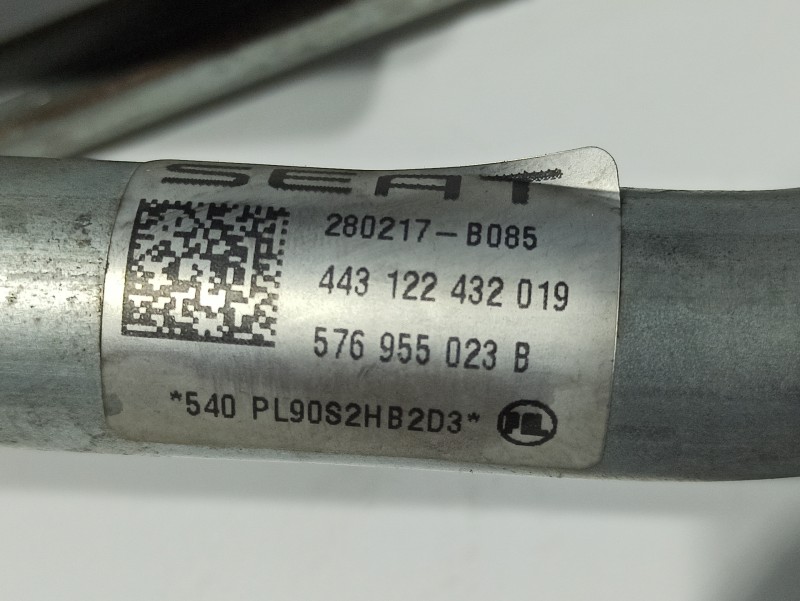 SEAT
280217-B085
443 122 432 019
576 955 023 B
*540 PL90S2HB2D3*